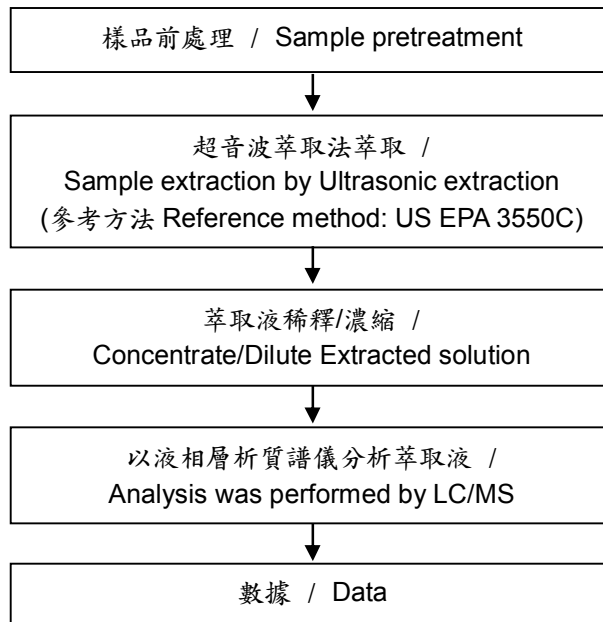 樣品前處理 / Sample pretreatment
超音波萃取法萃取 /
Sample extraction by Ultrasonic extraction
(參考方法 Reference method: US EPA 3550C)
萃取液稀釋/濃縮 /
Concentrate/Dilute Extracted solution
以液相層析質譜儀分析萃取液 /
Analysis was performed by LC/MS
數據 / Data